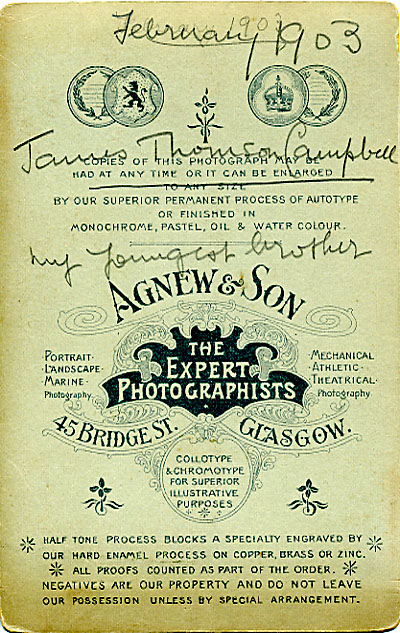 February 1903
James Thomson Campbell
COPIES OF THIS PHOTOGRAPH MAY BE
HAD AT ANY TIME OR IT CAN BE ENLARGED
TO ANY SIZE
BY OUR SUPERIOR PERMANENT PROCESS OF AUTOTYPE
OR FINISHED IN
MONOCHROME, PASTEL, OIL & WATER COLOUR.
my youngest brother
AGNEW & SON
THE
EXPERT
PHOTOGRAPHISTS
PORTRAIT·
·LANDSCAPE·
MARINE·
Photography
MECHANICAL
·ATHLETIC·
THEATRICAL·
Photography.
45 BRIDGE ST. GLASGOW.
COLLOTYPE
& CHROMOTYPE
FOR SUPERIOR
ILLUSTRATIVE
PURPOSES
HALF TONE PROCESS BLOCKS A SPECIALTY ENGRAVED BY
OUR HARD ENAMEL PROCESS ON COPPER, BRASS OR ZINC.
ALL PROOFS COUNTED AS PART OF THE ORDER.
NEGATIVES ARE OUR PROPERTY AND DO NOT LEAVE
OUR POSSESSION UNLESS BY SPECIAL ARRANGEMENT.